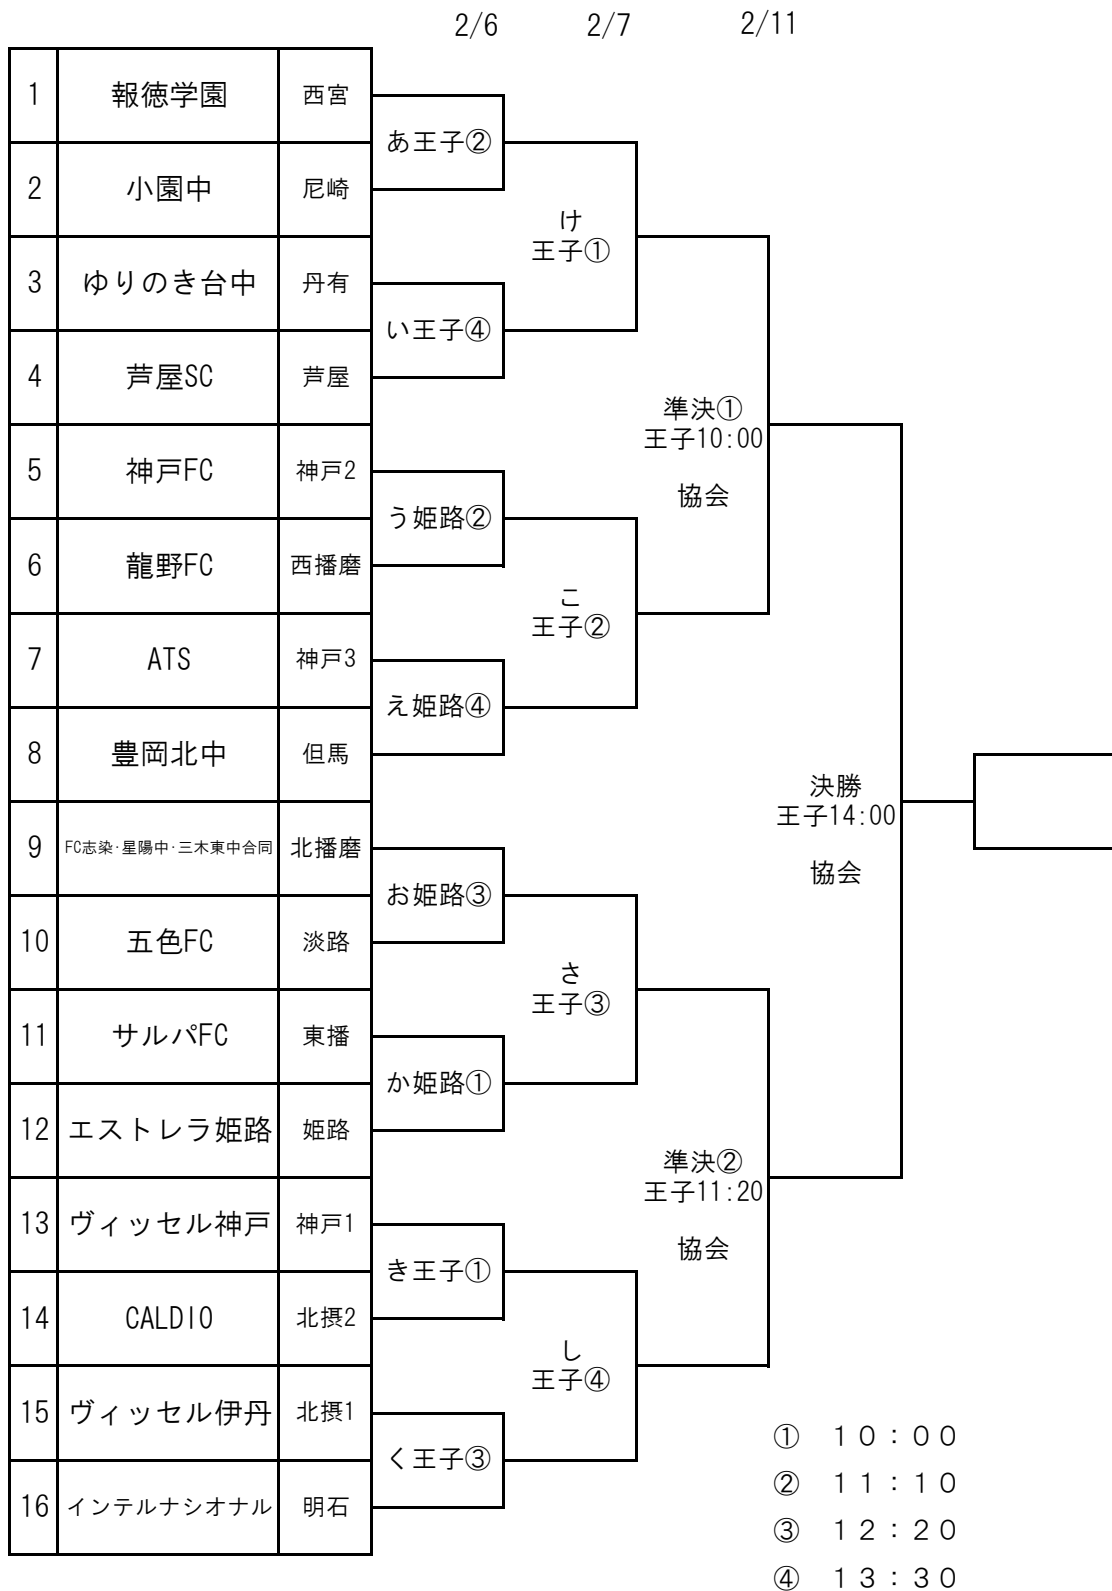 2/6 2/7 2/11
1 報徳学園 西宮
あ王子②
2 小園中 尼崎
け
王子①
3 ゆりのき台中 丹有
い王子④
4 芦屋SC 芦屋
準決①
王子10:00
協会
5 神戸FC 神戸2
う姫路②
6 龍野FC 西播磨
こ
王子②
7 ATS 神戸3
え姫路④
8 豊岡北中 但馬
決勝
王子14:00
協会
9 FC志染・星陽中・三木東中合同 北播磨
お姫路③
10 五色FC 淡路
さ
王子③
11 サルパFC 東播
か姫路①
12 エストレラ姫路 姫路
準決②
王子11:20
協会
13 ヴィッセル神戸 神戸1
き王子①
14 CALDIO 北摂2
し
王子④
15 ヴィッセル伊丹 北摂1
く王子③
16 インテルナシオナル 明石
① 10:00
② 11:10
③ 12:20
④ 13:30